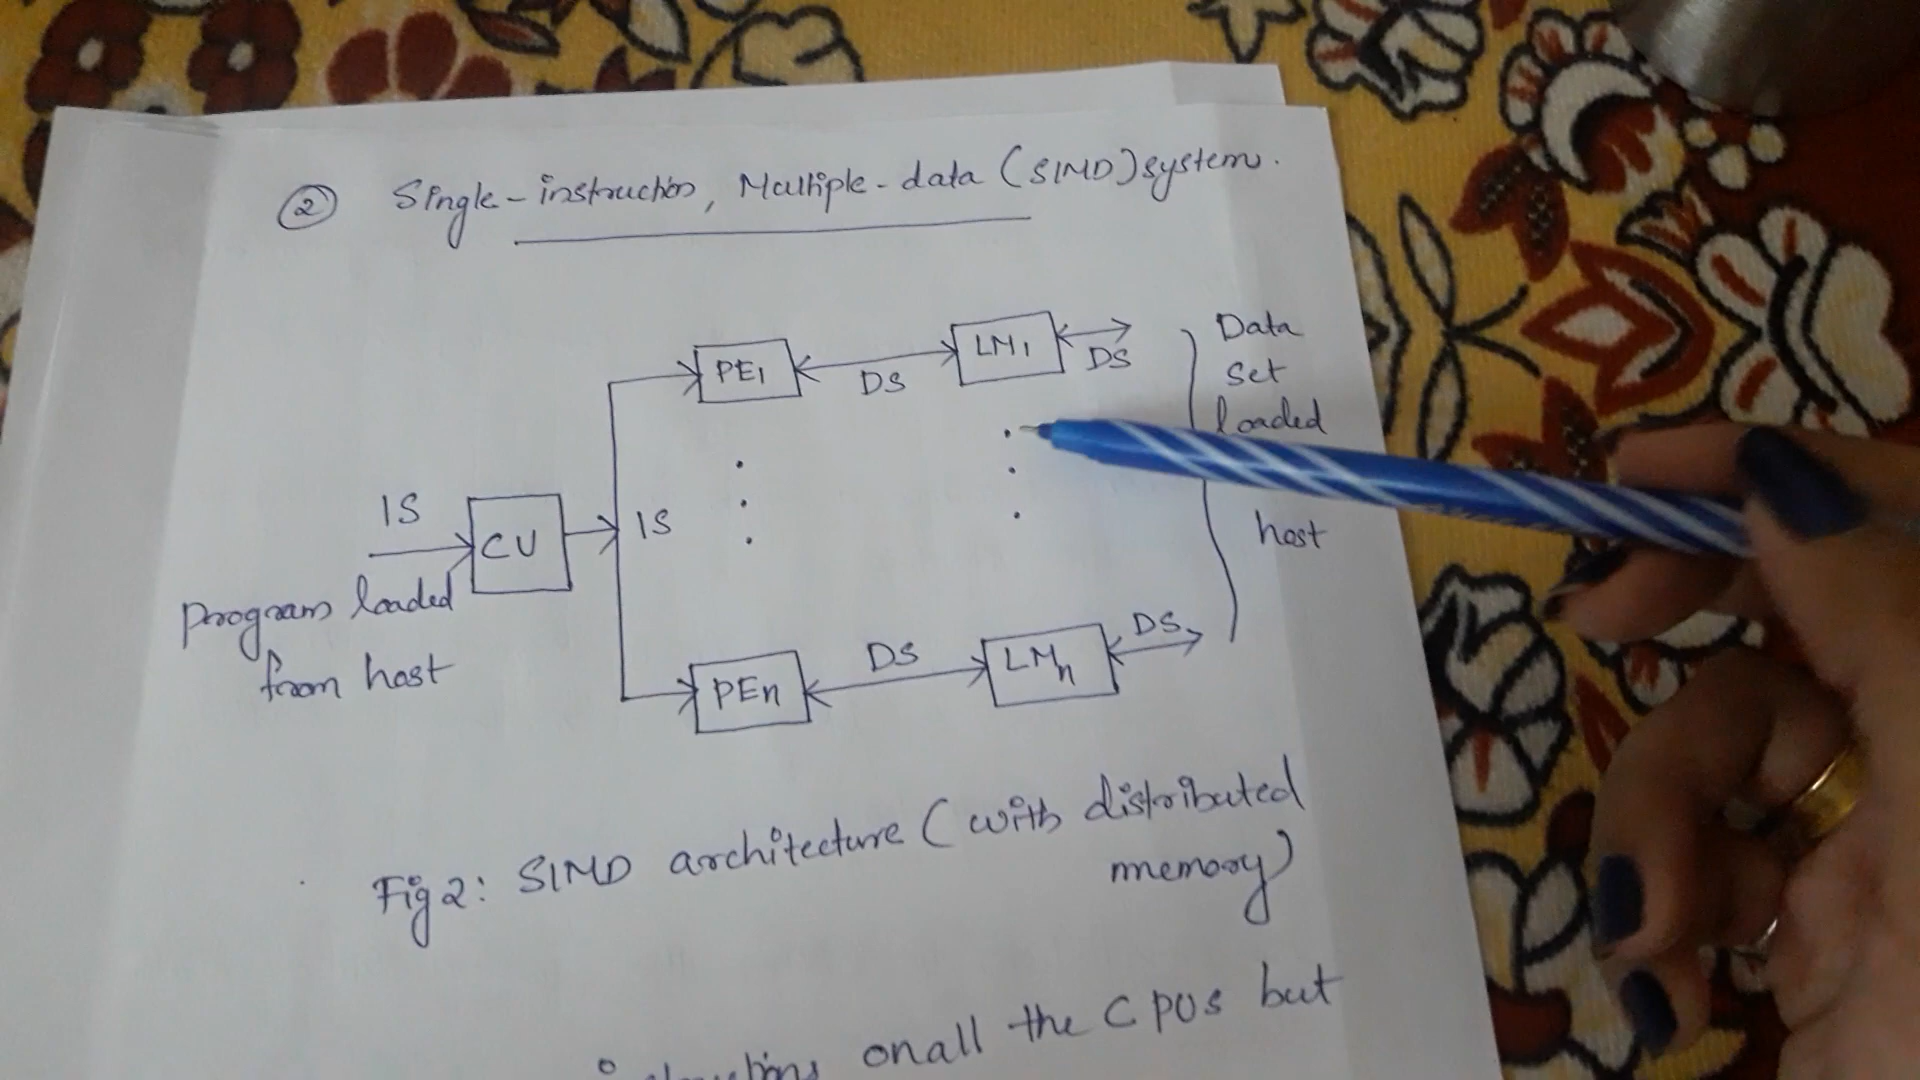 2 Single-instruction, Multiple-data (SIMD) system.
PE1
DS
LM1
DS
Data
set
loaded
host
IS
CU
IS
Program loaded
from host
PEn
DS
LMn
DS
Fig 2: SIMD architecture (with distributed
memory)
on all the CPUs but